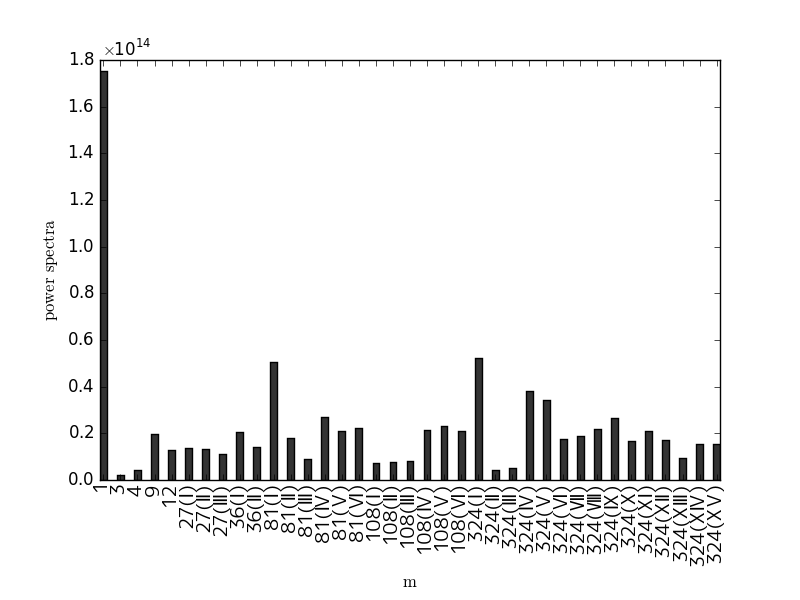 ×10^14
1.8
1.6
1.4
1.2
1.0
0.8
0.6
0.4
0.2
0.0
power spectra
1
3
4
9
12
27(I)
27(II)
27(III)
36(I)
36(II)
81(I)
81(II)
81(III)
81(IV)
81(V)
81(VI)
108(I)
108(II)
108(III)
108(IV)
108(V)
108(VI)
324(I)
324(II)
324(III)
324(IV)
324(V)
324(VI)
324(VII)
324(VIII)
324(IX)
324(X)
324(XI)
324(XII)
324(XIII)
324(XIV)
324(XV)
m